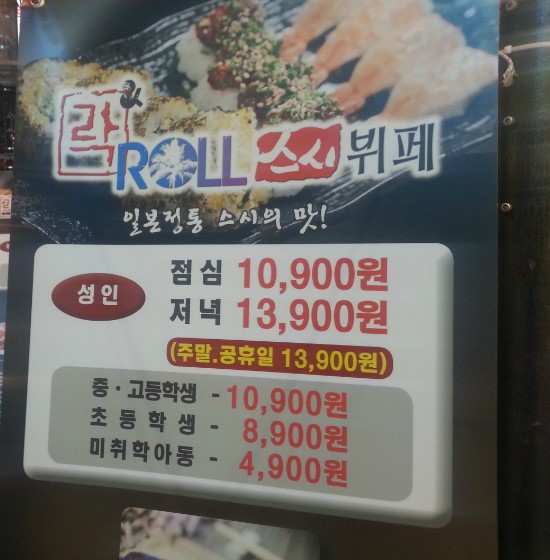 락& ROLL 스시뷔페
일본정통 스시의 맛!
성인
점심 10,900원
저녁 13,900원
(주말.공휴일 13,900원)
중·고등학생 - 10,900원
초등학생 - 8,900원
미취학아동 - 4,900원